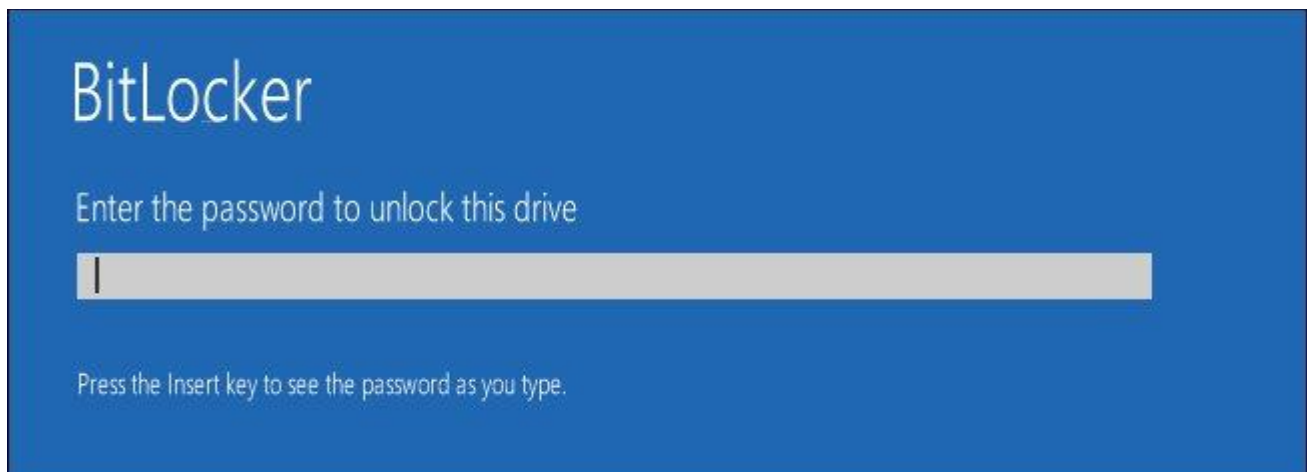 BitLocker
Enter the password to unlock this drive
Press the Insert key to see the password as you type.